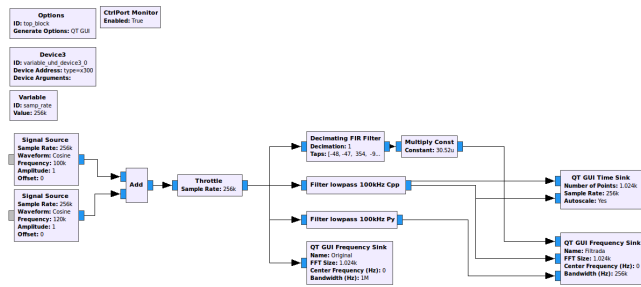 Options
ID: top_block
Generate Options: QT GUI
CtrlPort Monitor
Enabled: True
Device3
ID: variable_uhd_device3_0
Device Address: type=x300
Device Arguments:
Variable
ID: samp_rate
Value: 256k
Signal Source
Sample Rate: 256k
Waveform: Cosine
Frequency: 100k
Amplitude: 1
Offset: 0
Signal Source
Sample Rate: 256k
Waveform: Cosine
Frequency: 120k
Amplitude: 1
Offset: 0
Add
Throttle
Sample Rate: 256k
Decimating FIR Filter
Decimation: 1
Taps: [-48, -47, 354, -9...
Multiply Const
Constant: 30.52u
Filter lowpass 100kHz Cpp
Filter lowpass 100kHz Py
QT GUI Frequency Sink
Name: Original
FFT Size: 1.024k
Center Frequency (Hz): 0
Bandwidth (Hz): 1M
QT GUI Time Sink
Number of Points: 1.024k
Sample Rate: 256k
Autoscale: Yes
QT GUI Frequency Sink
Name: Filtrada
FFT Size: 1.024k
Center Frequency (Hz): 0
Bandwidth (Hz): 256k